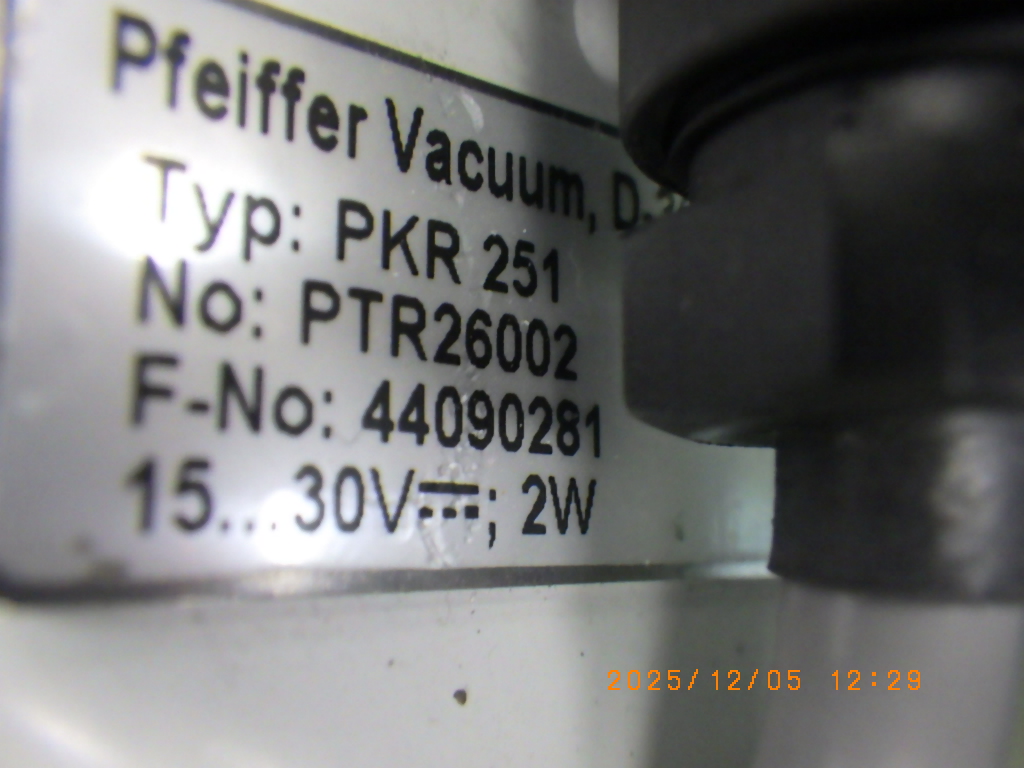 Pfeiffer Vacuum, D-
Typ: PKR 251
No: PTR26002
F-No: 44090281
15...30V⎓; 2W
2025/12/05 12:29